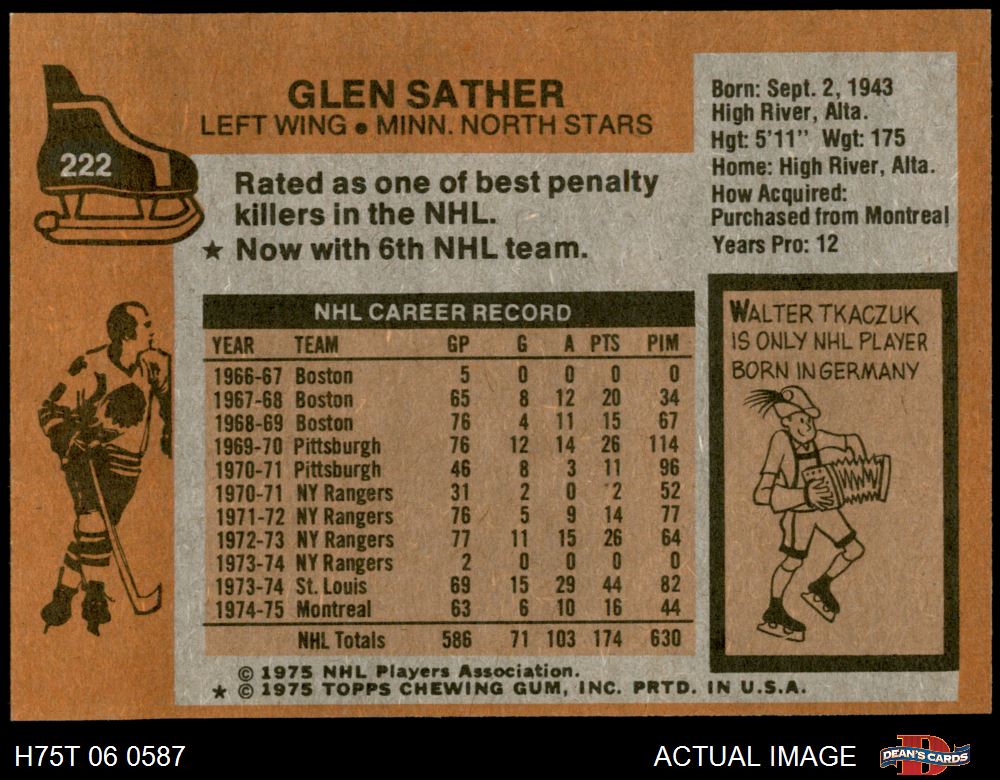 GLEN SATHER
LEFT WING • MINN. NORTH STARS
222
Rated as one of best penalty
killers in the NHL.
★ Now with 6th NHL team.
Born: Sept. 2, 1943
High River, Alta.
Hgt: 5'11" Wgt: 175
Home: High River, Alta.
How Acquired:
Purchased from Montreal
Years Pro: 12
NHL CAREER RECORD
YEAR TEAM GP G A PTS PIM
1966-67 Boston 5 0 0 0 0
1967-68 Boston 65 8 12 20 34
1968-69 Boston 76 4 11 15 67
1969-70 Pittsburgh 76 12 14 26 114
1970-71 Pittsburgh 46 8 3 11 96
1970-71 NY Rangers 31 2 0 2 52
1971-72 NY Rangers 76 5 9 14 77
1972-73 NY Rangers 77 11 15 26 64
1973-74 NY Rangers 2 0 0 0 0
1973-74 St. Louis 69 15 29 44 82
1974-75 Montreal 63 6 10 16 44
NHL Totals 586 71 103 174 630
WALTER TKACZUK
IS ONLY NHL PLAYER
BORN IN GERMANY
© 1975 NHL Players Association.
★ © 1975 TOPPS CHEWING GUM, INC. PRTD. IN U.S.A.
H75T 06 0587
ACTUAL IMAGE
DEAN'S CARDS